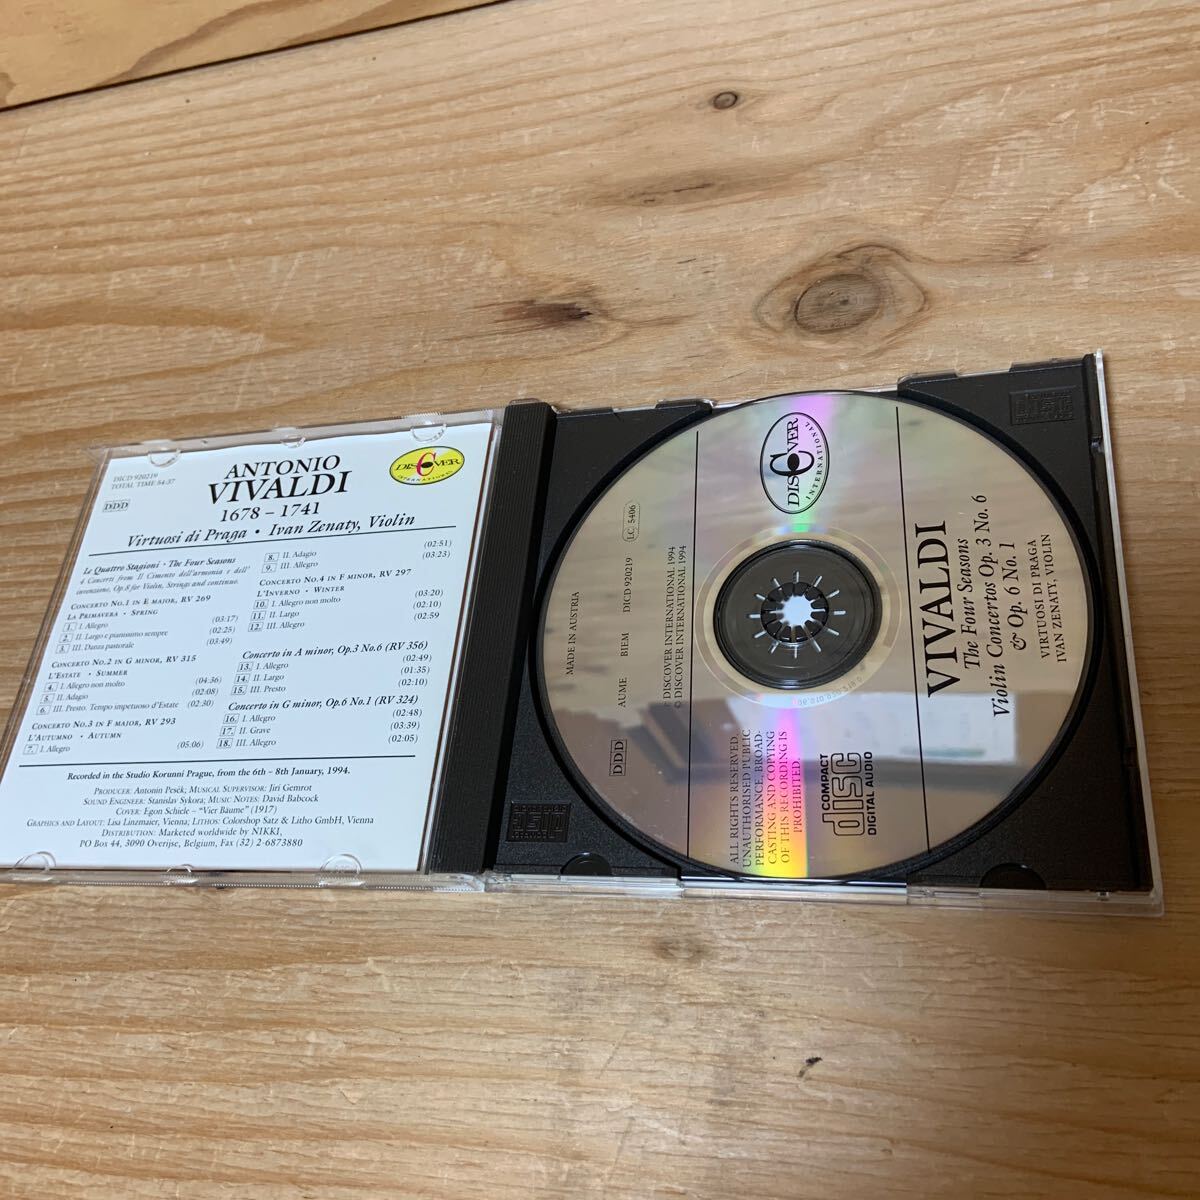 DICD 920219
TOTAL TIME 54:37
DDD
ANTONIO
VIVALDI
1678 – 1741
Virtuosi di Praga • Ivan Zenaty, Violin
DISCOVER
INTERNATIONAL
Le Quattro Stagioni • The Four Seasons
4 Concerti from Il Cimento dell'armonia e dell'
invenzione, Op.8 for Violin, Strings and continuo.
CONCERTO NO.1 IN E MAJOR, RV 269
LA PRIMAVERA • SPRING
1. I. Allegro (03:17)
2. II. Largo e pianissimo sempre (02:25)
3. III. Danza pastorale (03:49)
CONCERTO NO.2 IN G MINOR, RV 315
L'ESTATE • SUMMER
4. I. Allegro non molto (04:36)
5. II. Adagio (02:08)
6. III. Presto. Tempo impetuoso d'Estate (02:30)
CONCERTO NO.3 IN F MAJOR, RV 293
L'AUTUNNO • AUTUMN
7. I. Allegro (05:06)
8. II. Adagio (02:51)
9. III. Allegro (03:23)
CONCERTO NO.4 IN F MINOR, RV 297
L'INVERNO • WINTER
10. I. Allegro non molto (03:20)
11. II. Largo (02:10)
12. III. Allegro (02:59
Concerto in A minor, Op.3 No.6 (RV 356)
13. I. Allegro (02:49)
14. II. Largo (01:35)
15. III. Presto (02:10)
Concerto in G minor, Op.6 No.1 (RV 324)
16. I. Allegro (02:48)
17. II. Grave (03:39)
18. III. Allegro (02:05)
Recorded in the Studio Korunni Prague, from the 6th – 8th January, 1994.
PRODUCER: Antonin Pesék; MUSICAL SUPERVISOR: Jiri Gemrot
SOUND ENGINEER: Stanislav Sykora; MUSIC NOTES: David Babcock
COVER: Egon Schiele – "Vier Bäume" (1917)
GRAPHICS AND LAYOUT: Lisa Linzmaier, Vienna; LITHOS: Colorshop Satz & Litho GmbH, Vienna
DISTRIBUTION: Marketed worldwide by NIKKI,
PO Box 44, 3090 Overijse, Belgium, Fax (32) 2-6873880
DISCOVER
INTERNATIONAL
VIVALDI
The Four Seasons
Violin Concertos Op. 3 No. 6
& Op. 6 No. 1
VIRTUOSI DI PRAGA
IVAN ZENATY, VIOLIN
MADE IN AUSTRIA
AUME BIEM DICD 920219 LC 5406
DDD
℗ DISCOVER INTERNATIONAL 1994
© DISCOVER INTERNATIONAL 1994
ALL RIGHTS RESERVED.
UNAUTHORISED PUBLIC
PERFORMANCE, BROAD-
CASTING AND COPYING
OF THIS RECORDING IS
PROHIBITED.
COMPACT
disc
DIGITAL AUDIO